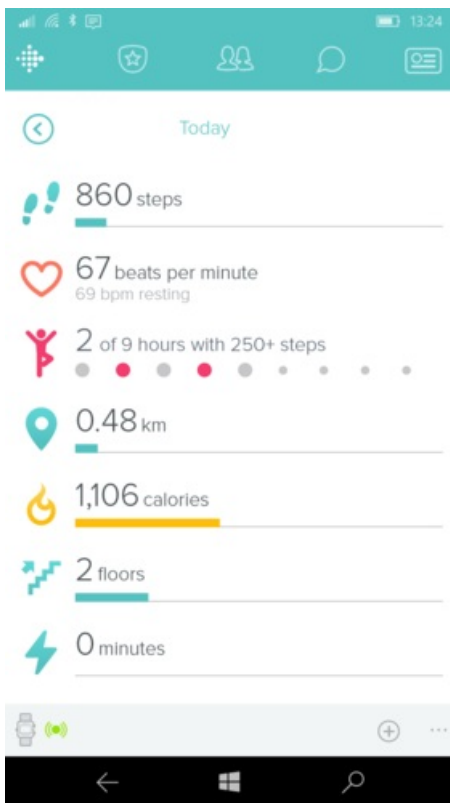 13:24
Today
860 steps
67 beats per minute
69 bpm resting
2 of 9 hours with 250+ steps
0.48 km
1,106 calories
2 floors
0 minutes